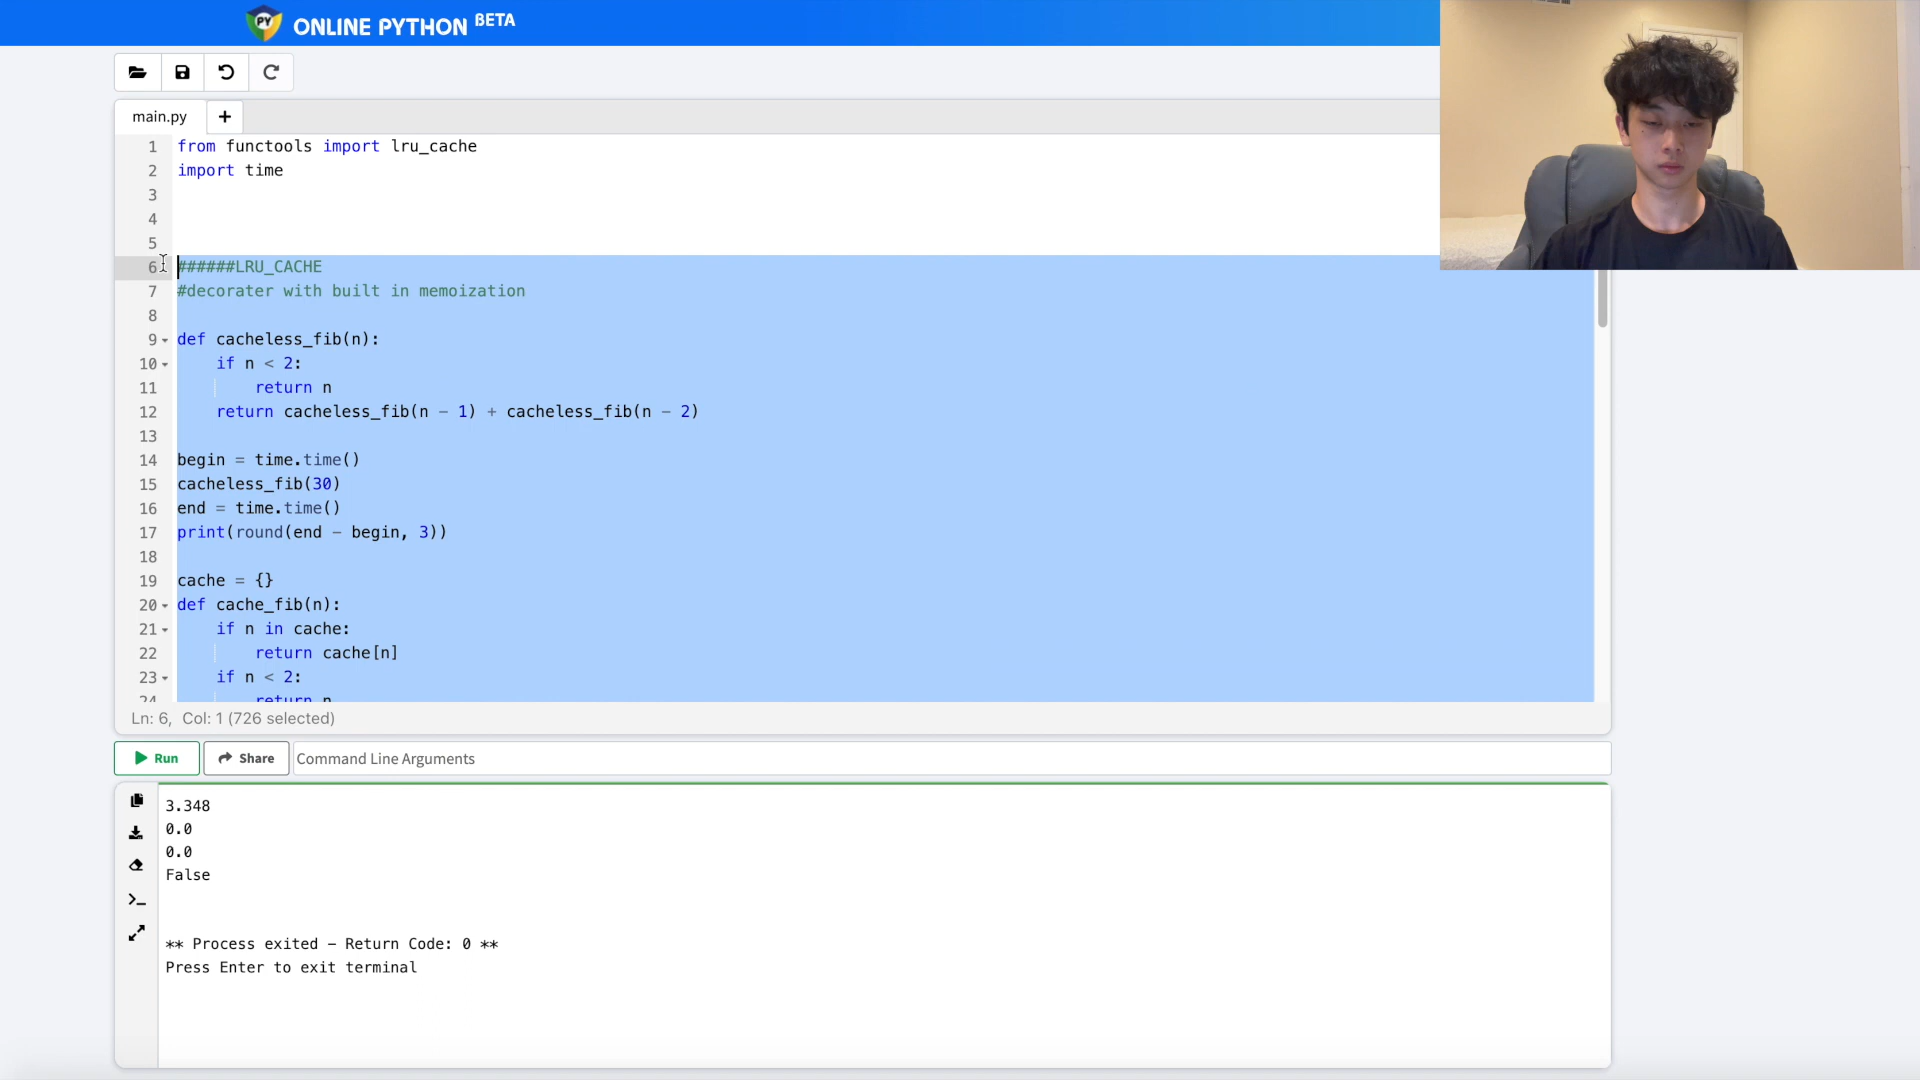 PY
ONLINE PYTHON BETA
main.py +
1 from functools import lru_cache
2 import time
3
4
5
6 ######LRU_CACHE
7 #decorater with built in memoization
8
9 def cacheless_fib(n):
10 if n < 2:
11 return n
12 return cacheless_fib(n - 1) + cacheless_fib(n - 2)
13
14 begin = time.time()
15 cacheless_fib(30)
16 end = time.time()
17 print(round(end - begin, 3))
18
19 cache = {}
20 def cache_fib(n):
21 if n in cache:
22 return cache[n]
23 if n < 2:
24 return n
Ln: 6, Col: 1 (726 selected)
Run Share Command Line Arguments
3.348
0.0
0.0
False
** Process exited - Return Code: 0 **
Press Enter to exit terminal